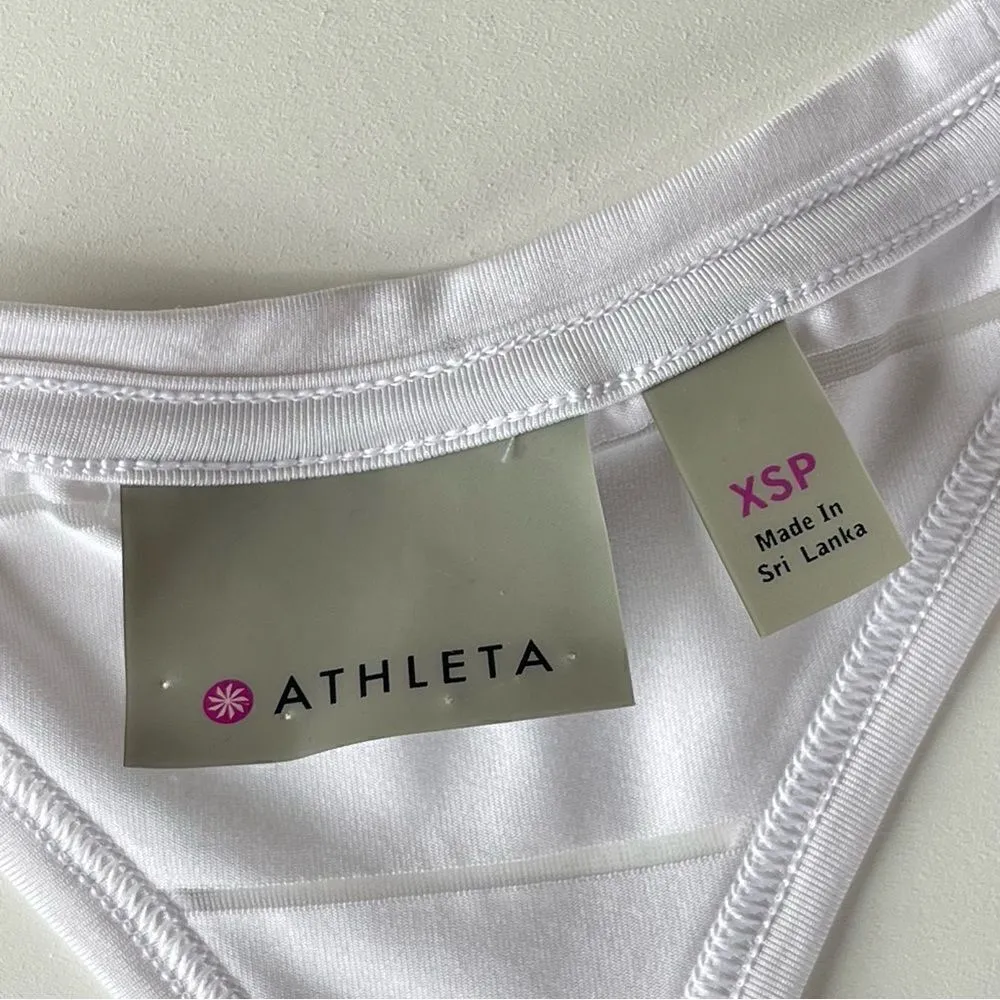 ATHLETA
XSP
Made In
Sri Lanka